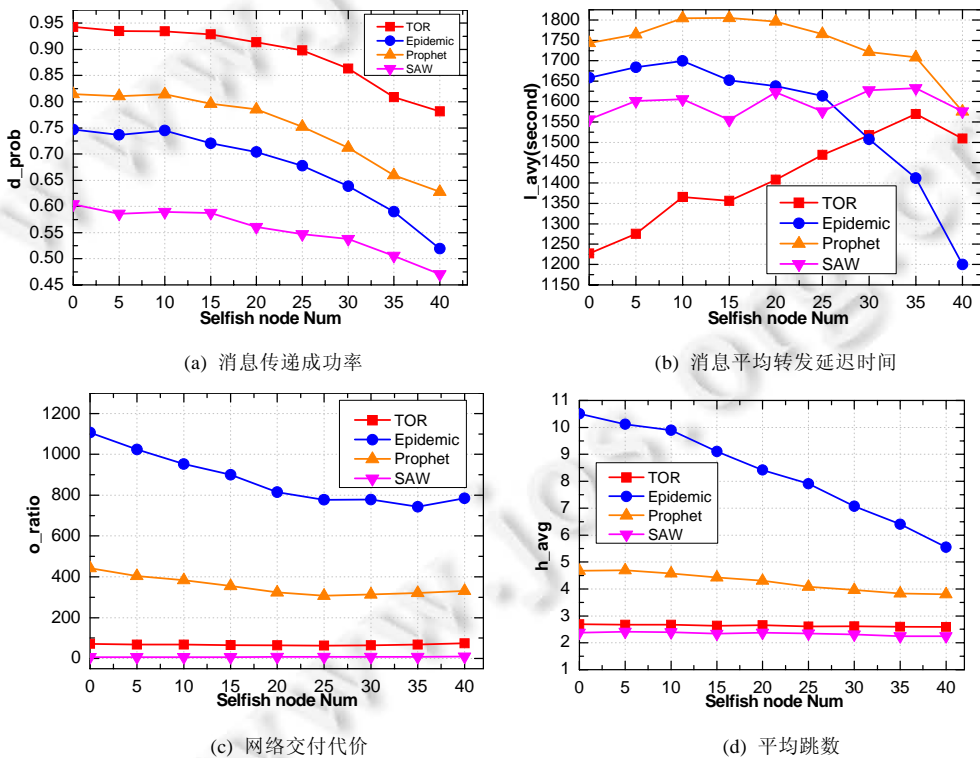 0.95
0.90
0.85
0.80
0.75
0.70
0.65
0.60
0.55
0.50
0.45
d_prob
TOR
Epidemic
Prophet
SAW
0 5 10 15 20 25 30 35 40
Selfish node Num
(a) 消息传递成功率
1800
1750
1700
1650
1600
1550
1500
1450
1400
1350
1300
1250
1200
1150
l_avy(second)
TOR
Epidemic
Prophet
SAW
0 5 10 15 20 25 30 35 40
Selfish node Num
(b) 消息平均转发延迟时间
1200
1000
800
600
400
200
0
o_ratio
TOR
Epidemic
Prophet
SAW
0 5 10 15 20 25 30 35 40
Selfish node Num
(c) 网络交付代价
11
10
9
8
7
6
5
4
3
2
1
h_avg
TOR
Epidemic
Prophet
SAW
0 5 10 15 20 25 30 35 40
Selfish node Num
(d) 平均跳数